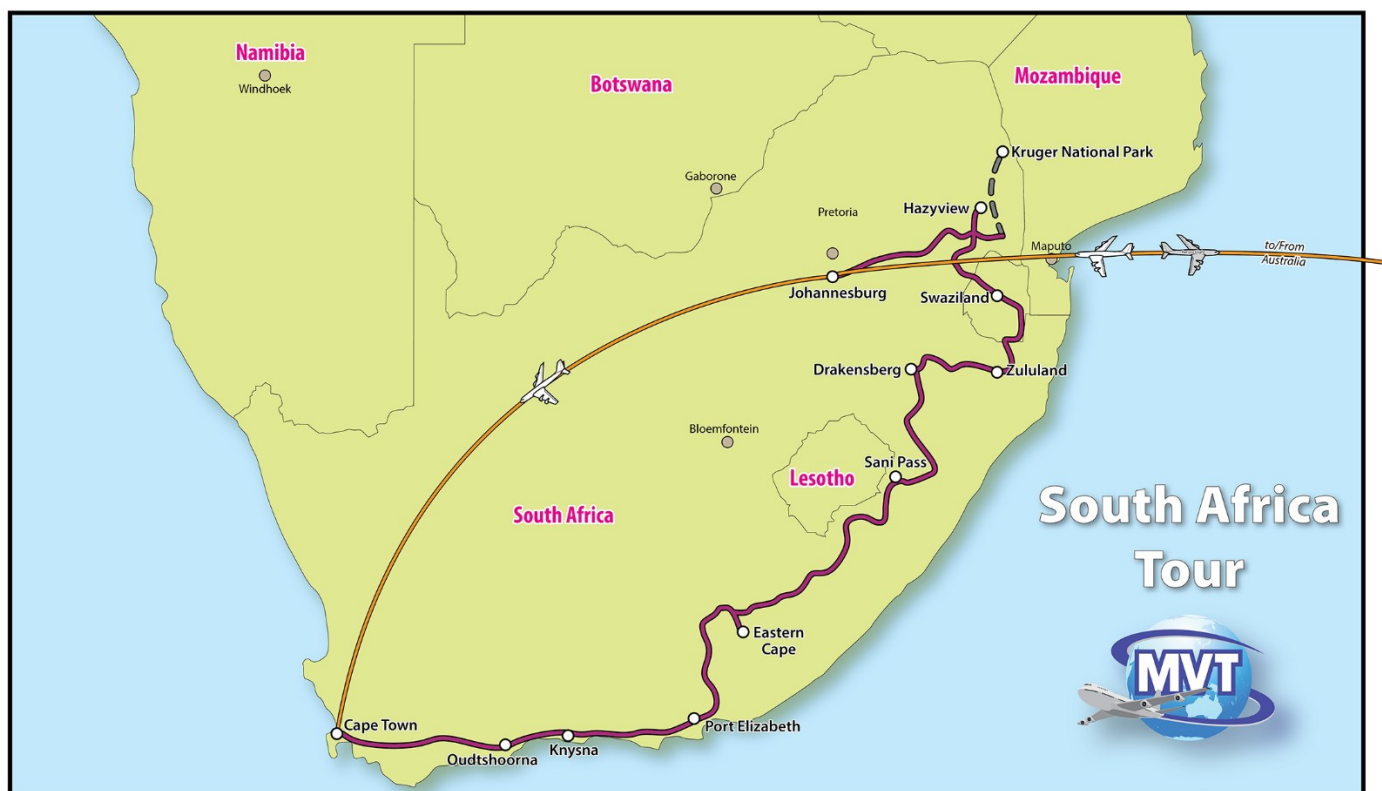 Namibia
Windhoek
Botswana
Mozambique
Kruger National Park
Gaborone
Hazyview
Pretoria
Maputo
to/From
Australia
Johannesburg
Swaziland
Drakensberg
Zululand
Bloemfontein
Sani Pass
Lesotho
South Africa
South Africa
Tour
Eastern
Cape
MVT
Cape Town
Port Elizabeth
Knysna
Oudtshoorna